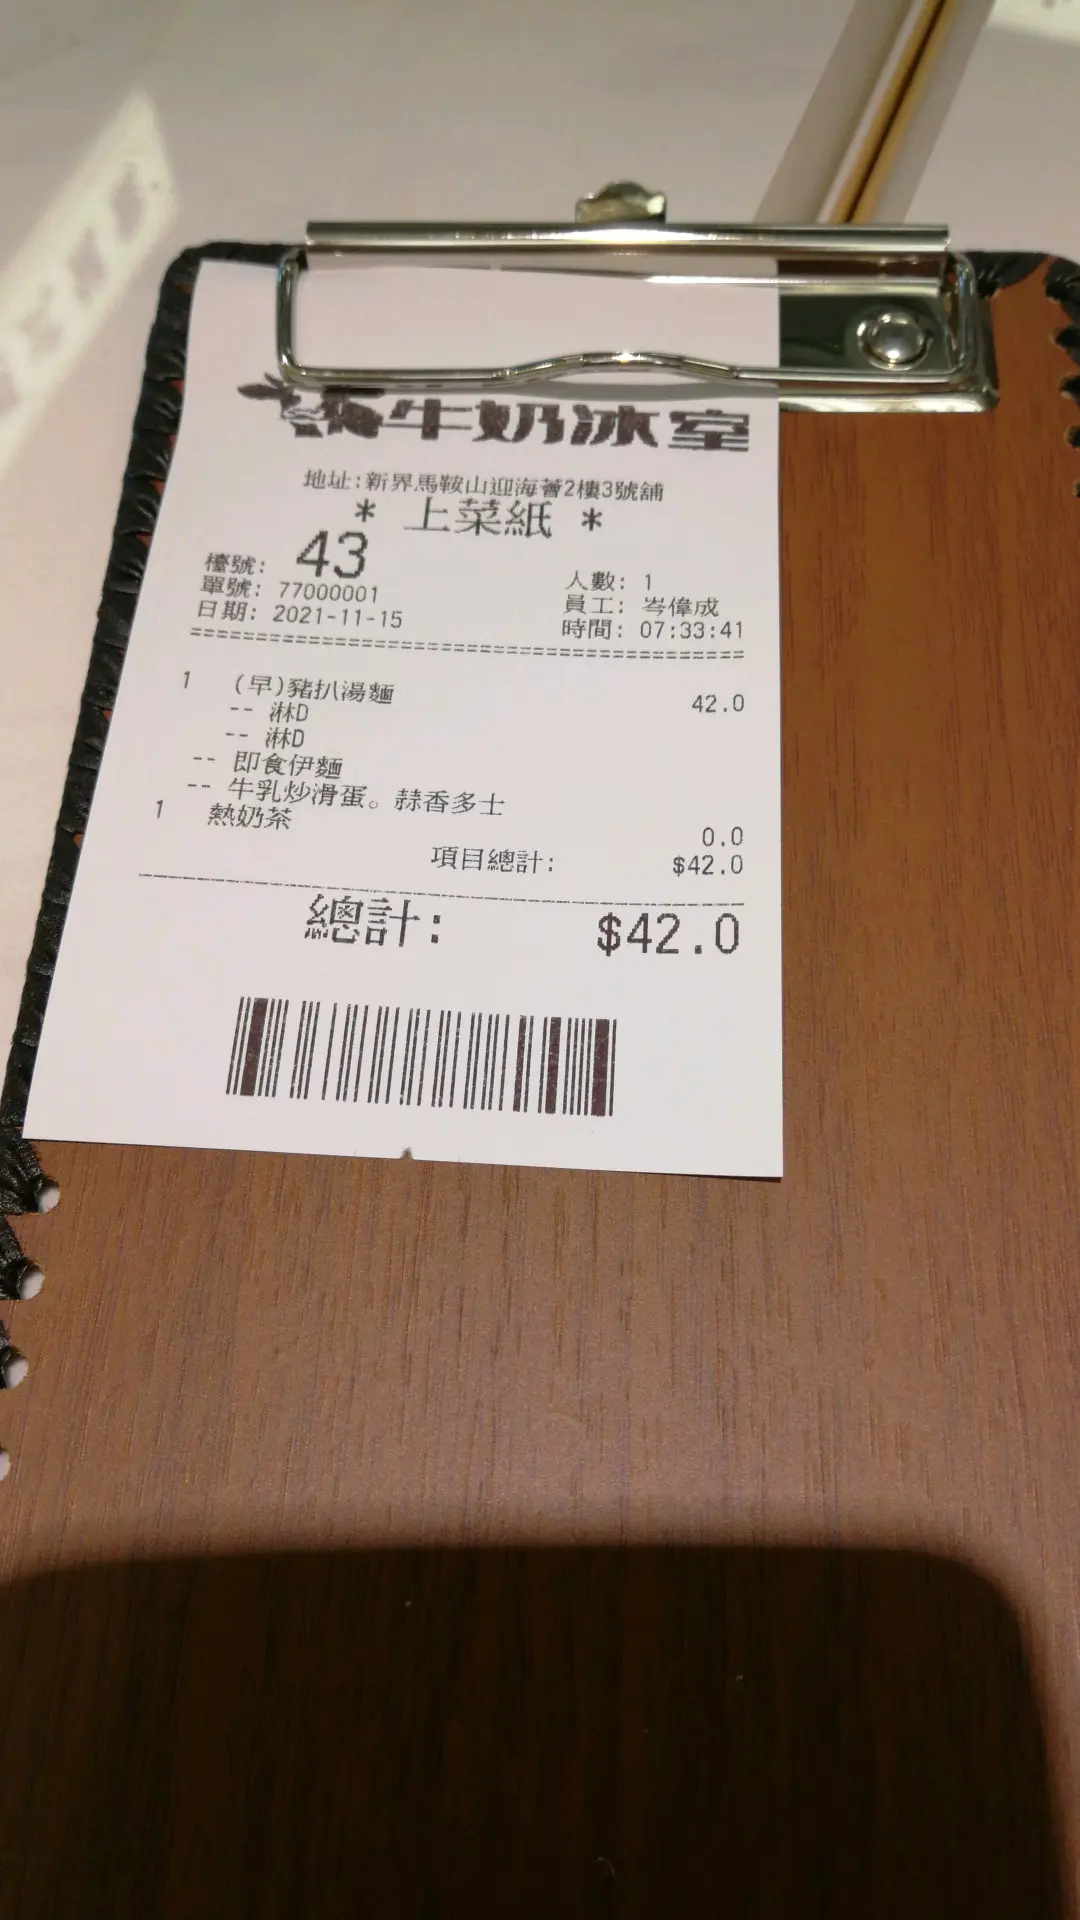 牛奶冰室
地址:新界馬鞍山迎海薈2樓3號舖
* 上菜紙 *
檯號: 43 人數: 1
單號: 77000001 員工: 岑偉成
日期: 2021-11-15 時間: 07:33:41
==================================================
1 (早)豬扒湯麵 42.0
-- 淋D
-- 淋D
-- 即食伊麵
-- 牛乳炒滑蛋。蒜香多士
1 熱奶茶 0.0
項目總計: $42.0
總計: $42.0